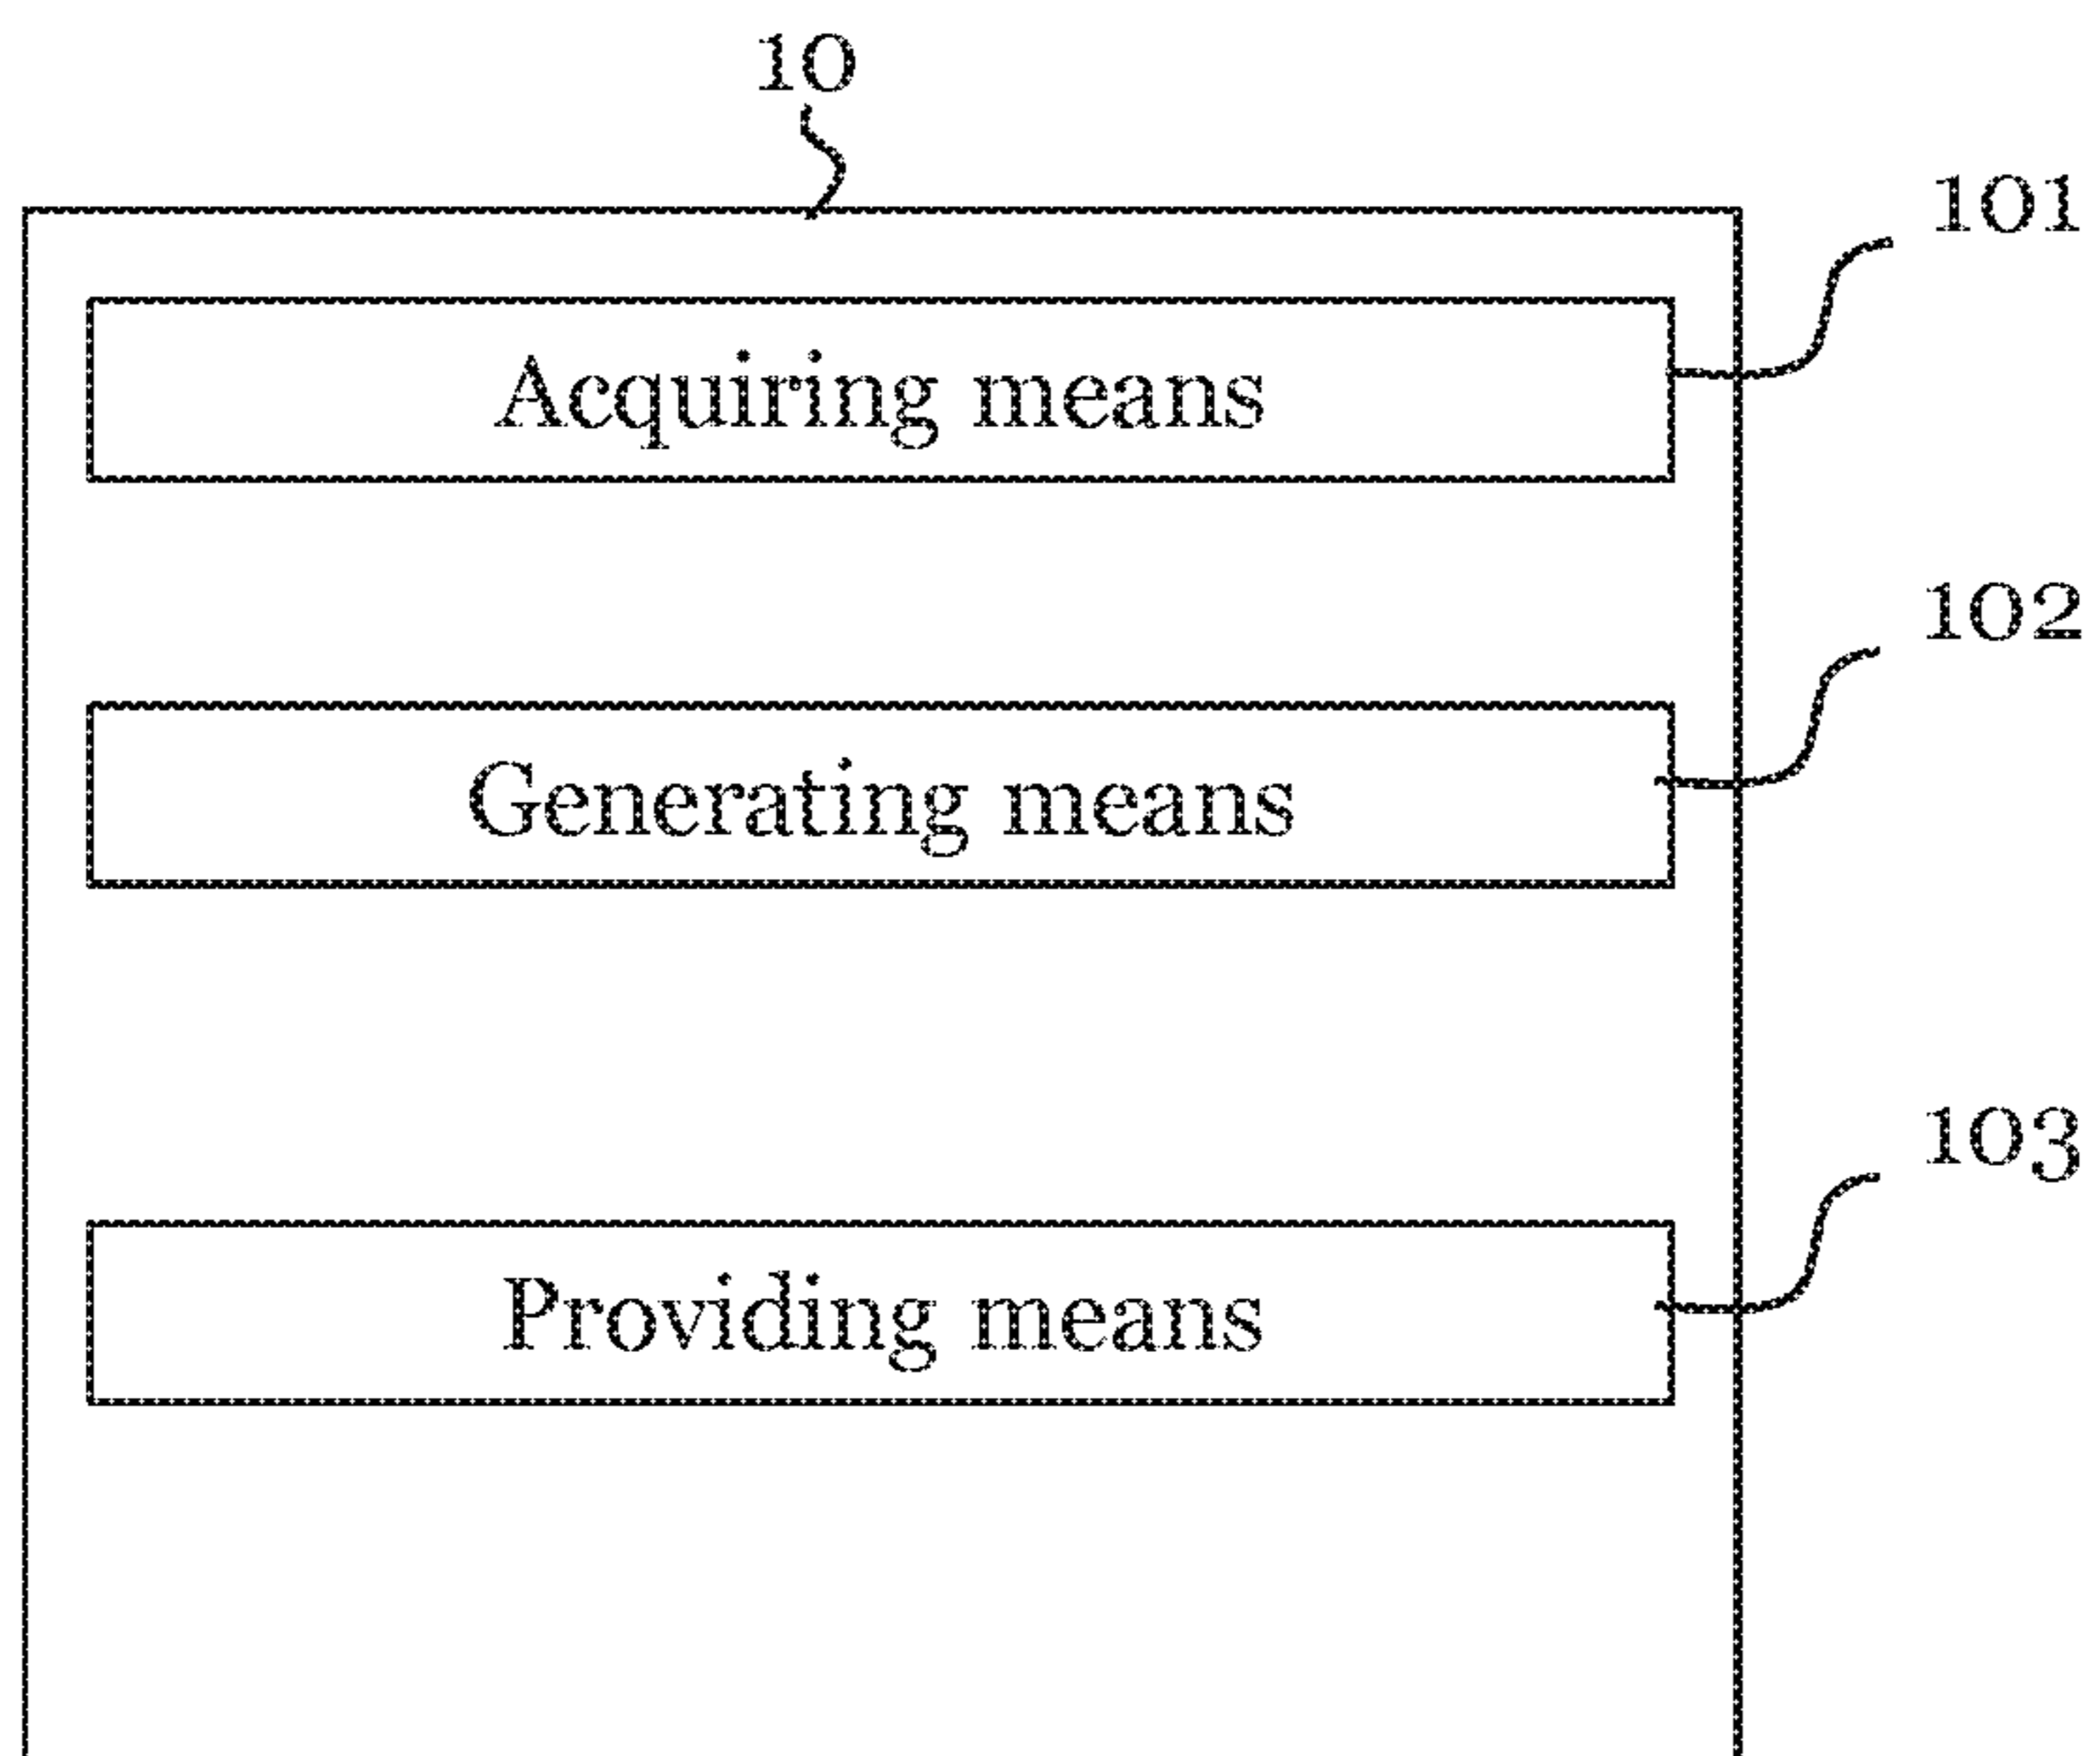 10
101
Acquiring means
102
Generating means
103
Providing means